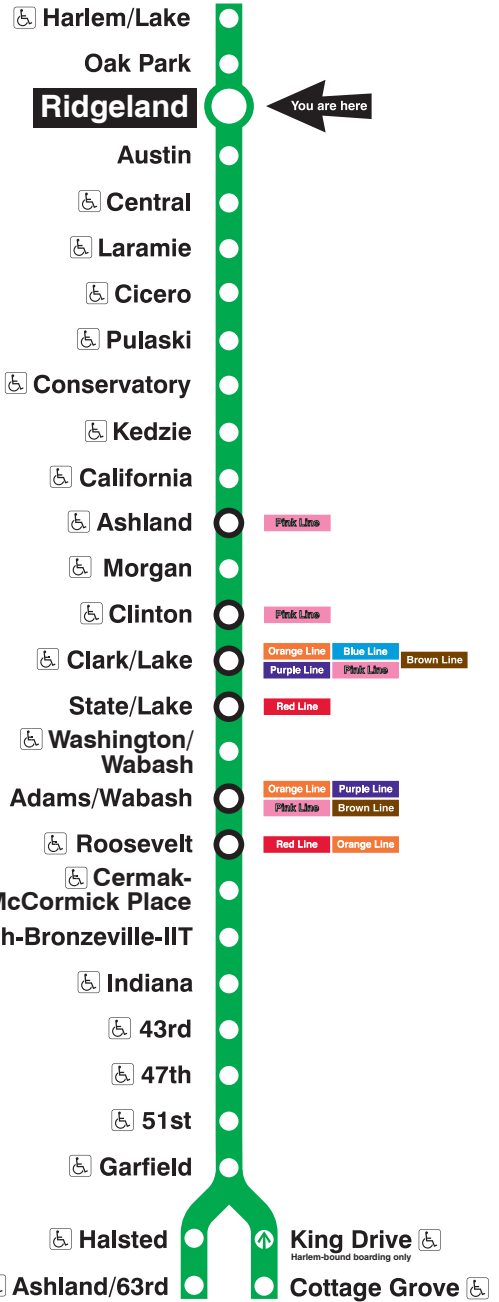 Harlem/Lake
Oak Park
Ridgeland
You are here
Austin
Central
Laramie
Cicero
Pulaski
Conservatory
Kedzie
California
Ashland
Pink Line
Morgan
Clinton
Pink Line
Clark/Lake
Orange Line Blue Line
Brown Line
Purple Line Pink Line
State/Lake
Red Line
Washington/
Wabash
Adams/Wabash
Orange Line Purple Line
Pink Line Brown Line
Roosevelt
Red Line Orange Line
Cermak-
McCormick Place
h-Bronzeville-IIT
Indiana
43rd
47th
51st
Garfield
Halsted
King Drive
Harlem-bound boarding only
Ashland/63rd
Cottage Grove